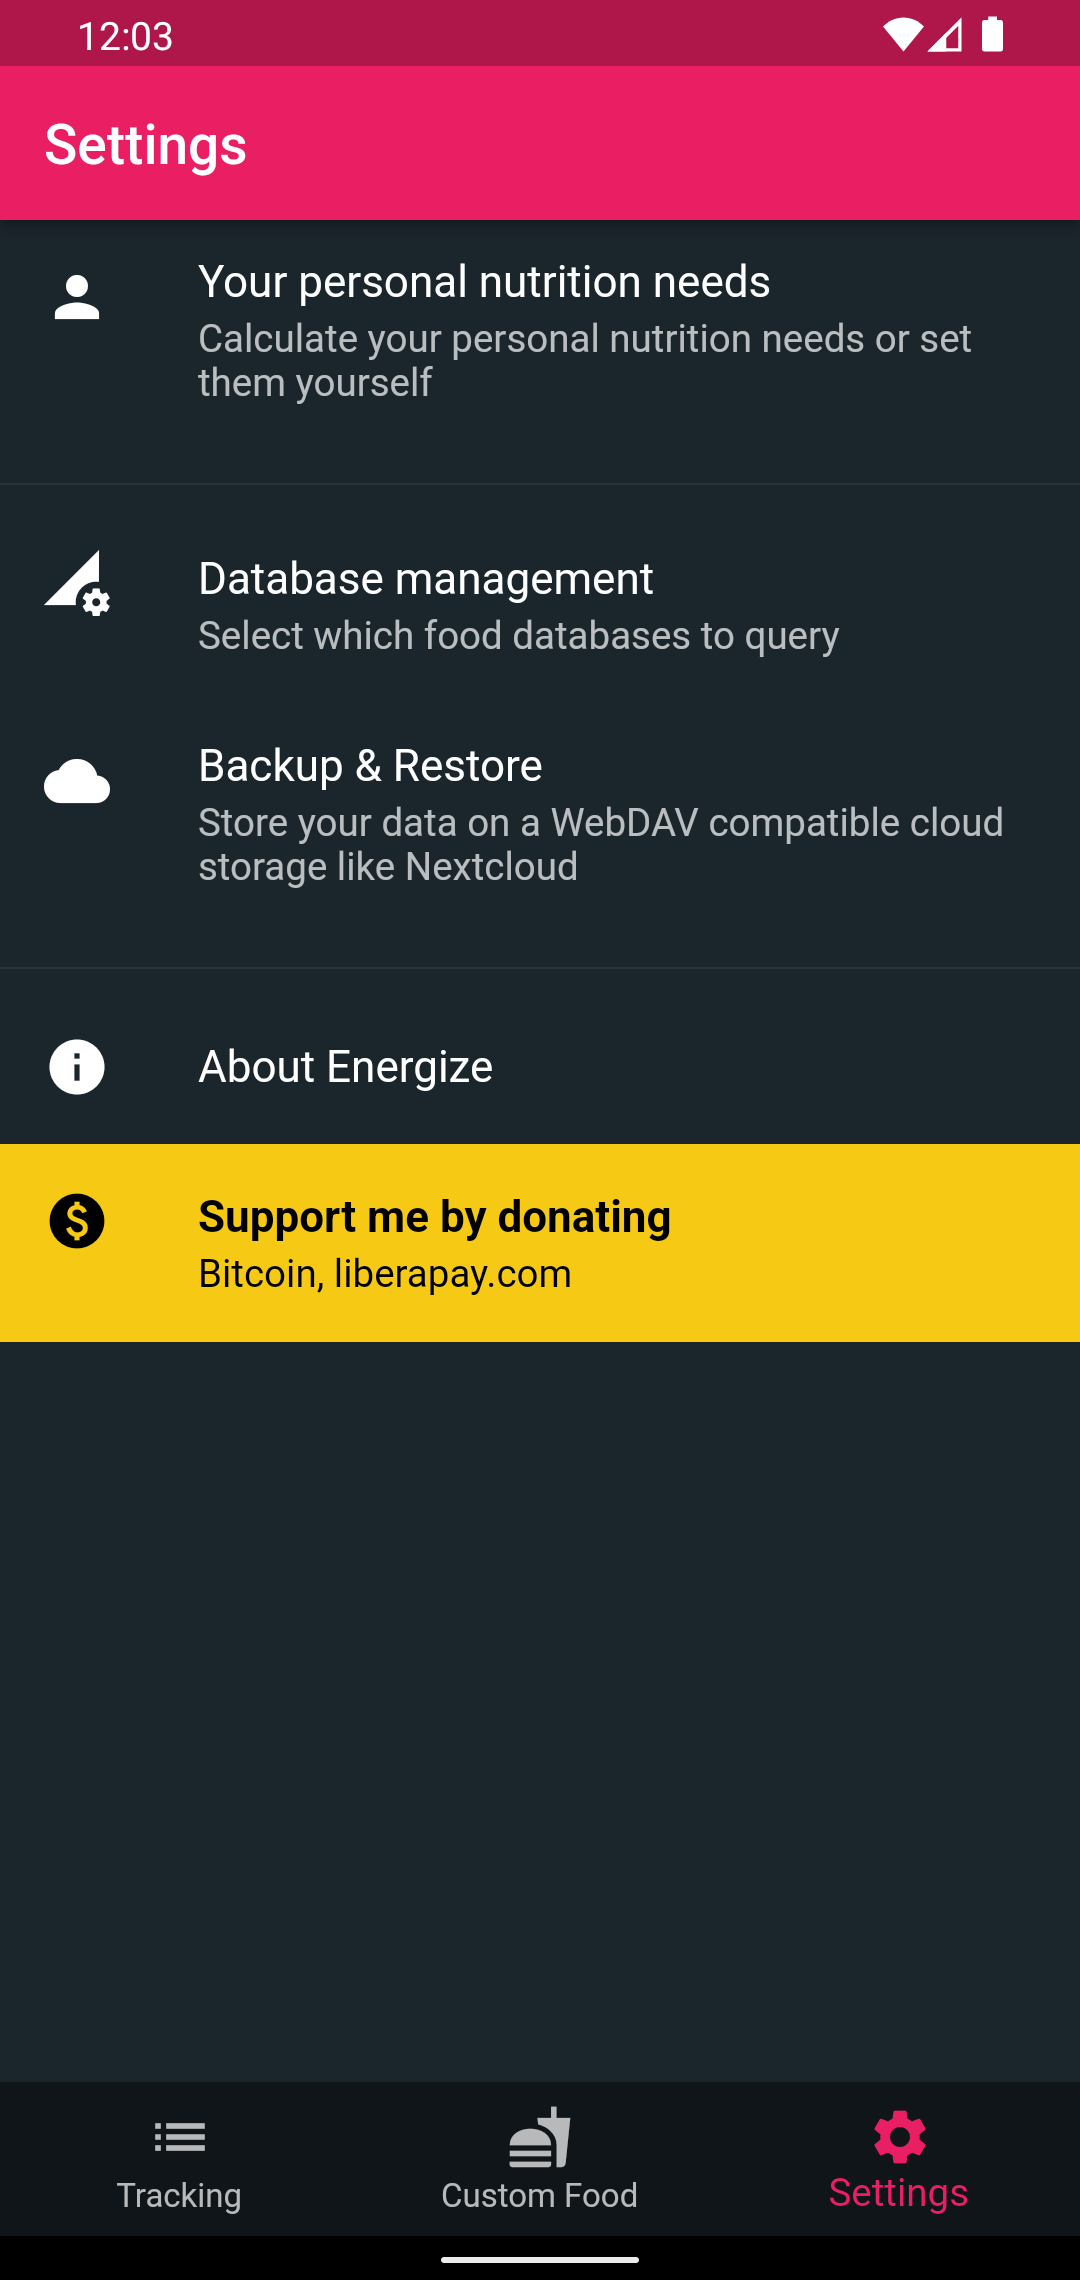 12:03
Settings
Your personal nutrition needs
Calculate your personal nutrition needs or set
them yourself
Database management
Select which food databases to query
Backup & Restore
Store your data on a WebDAV compatible cloud
storage like Nextcloud
About Energize
Support me by donating
Bitcoin, liberapay.com
Tracking
Custom Food
Settings